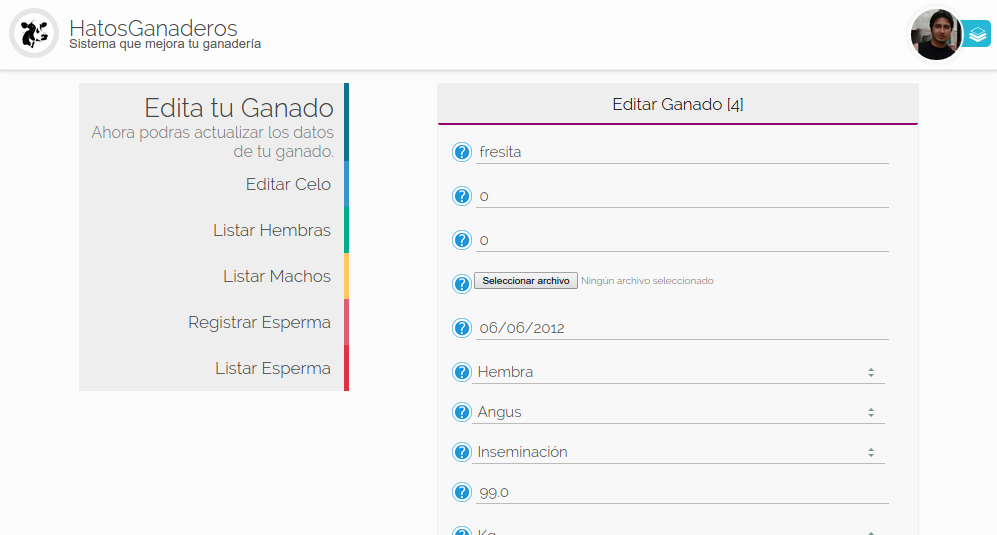 HatosGanaderos
Sistema que mejora tu ganadería
Edita tu Ganado
Ahora podras actualizar los datos
de tu ganado.
Editar Celo
Listar Hembras
Listar Machos
Registrar Esperma
Listar Esperma
Editar Ganado [4]
? fresita
? 0
? 0
? Seleccionar archivo Ningún archivo seleccionado
? 06/06/2012
? Hembra
? Angus
? Inseminación
? 99.0
? Kg